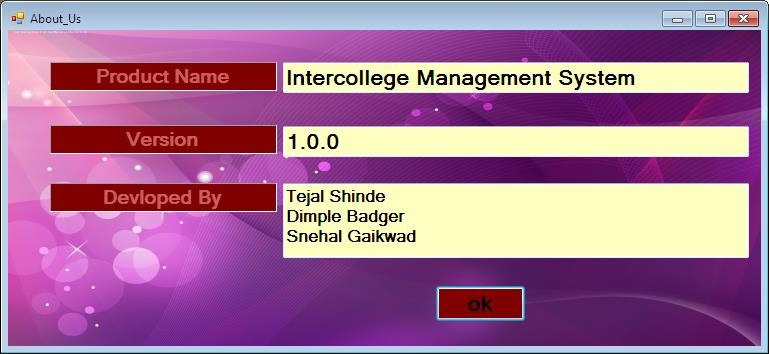 About_Us
Product Name
Intercollege Management System
Version
1.0.0
Devloped By
Tejal Shinde
Dimple Badger
Snehal Gaikwad
ok